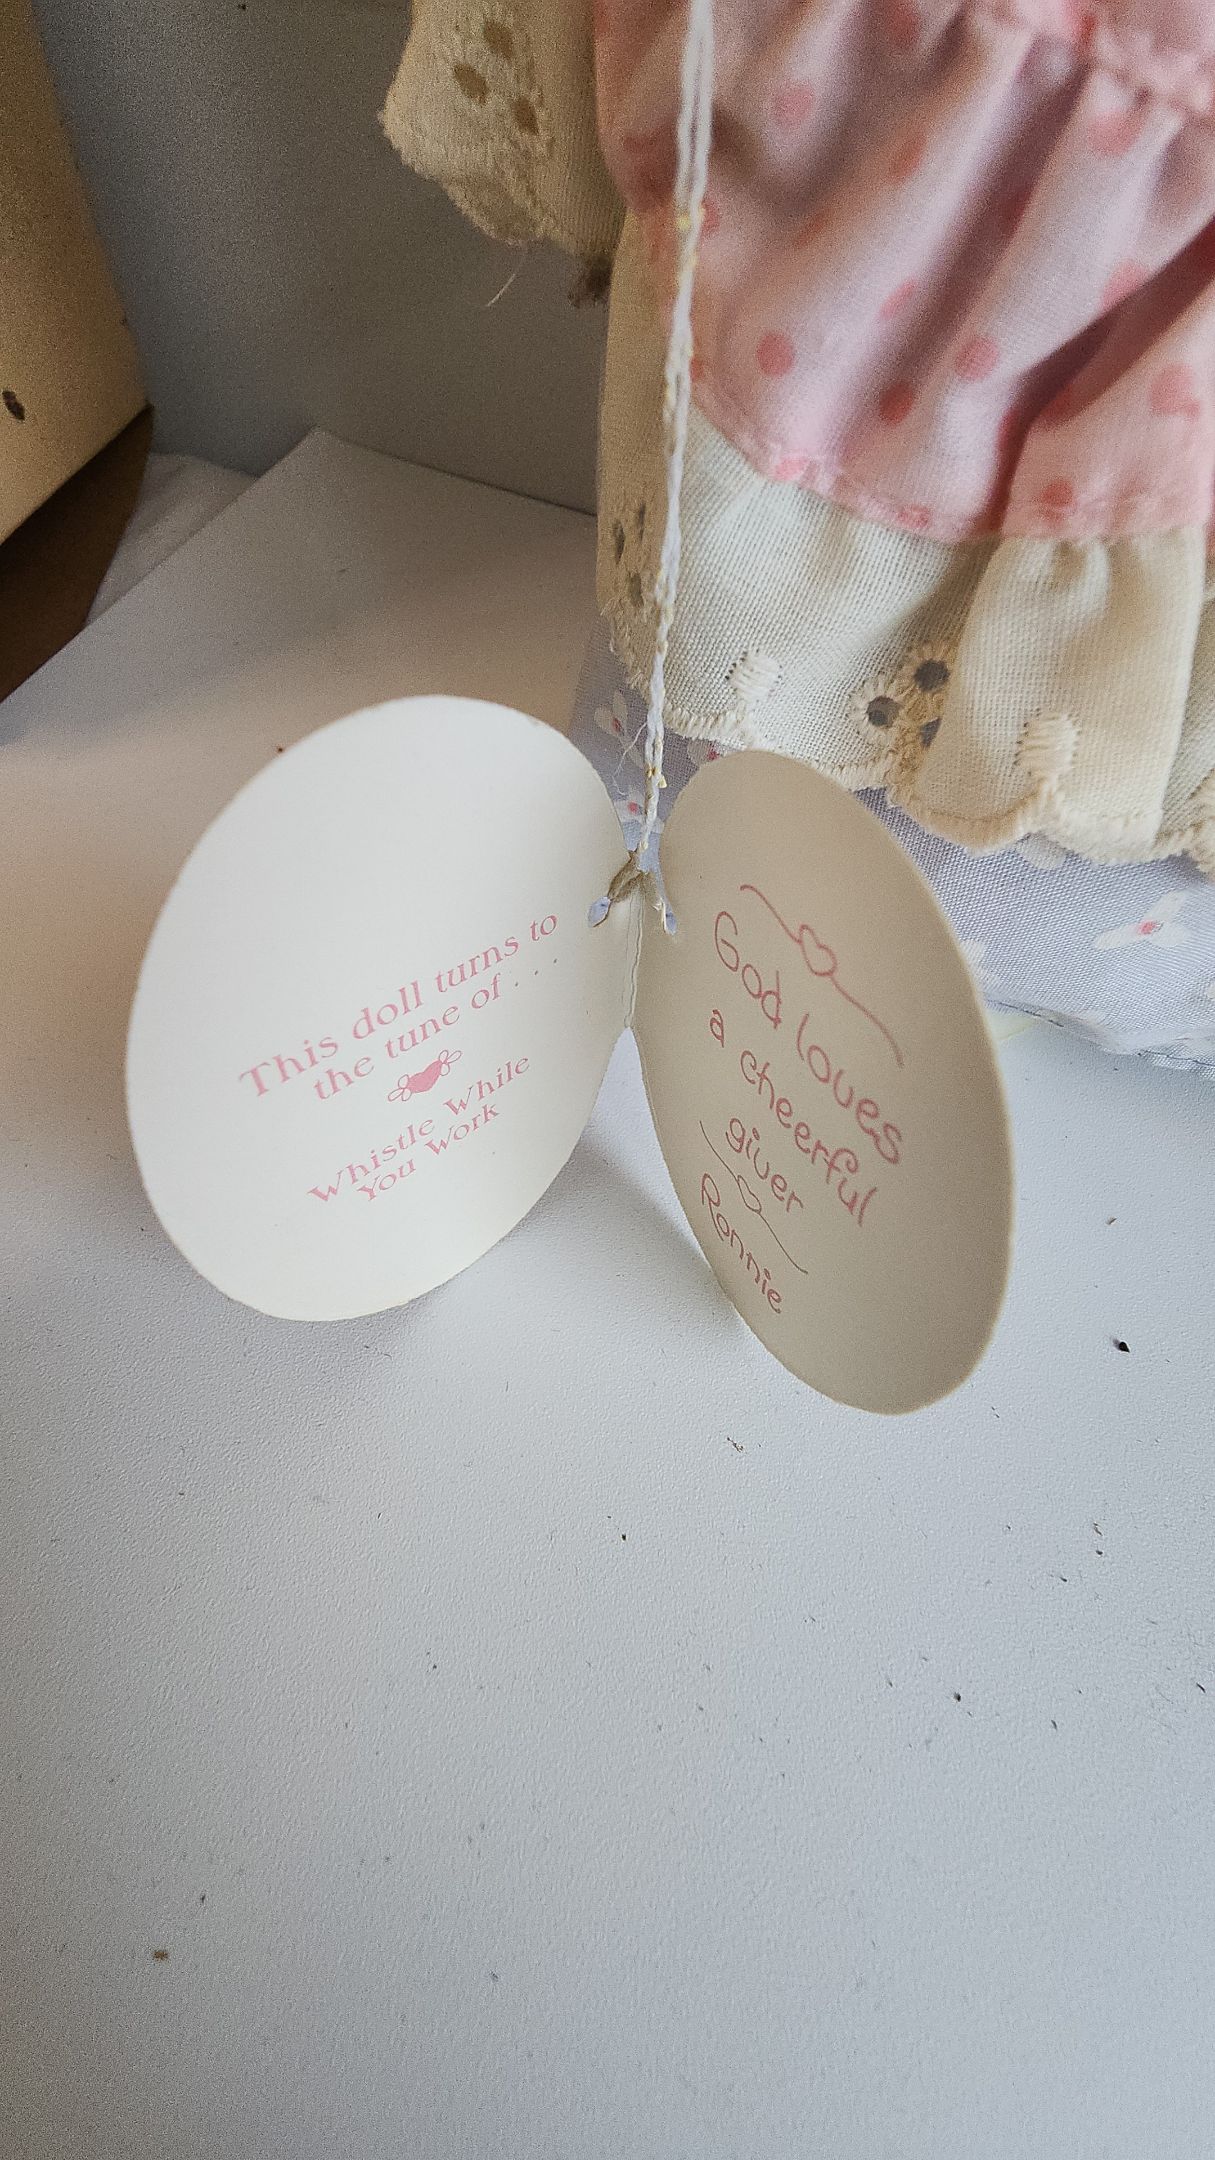 This doll turns to
the tune of . . .
Whistle While
You Work
God loves
a cheerful
giver
Ronnie